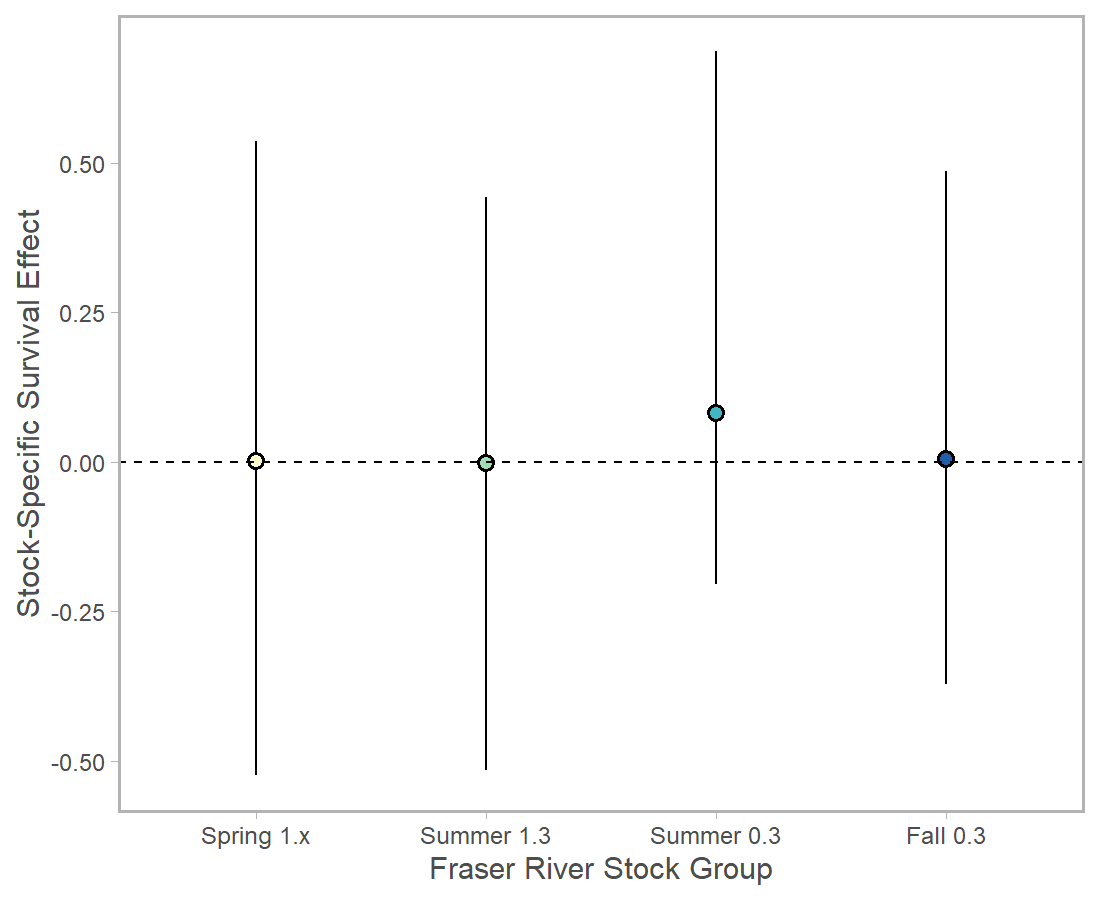 Stock-Specific Survival Effect
0.50
0.25
0.00
-0.25
-0.50
Spring 1.x
Summer 1.3
Summer 0.3
Fall 0.3
Fraser River Stock Group